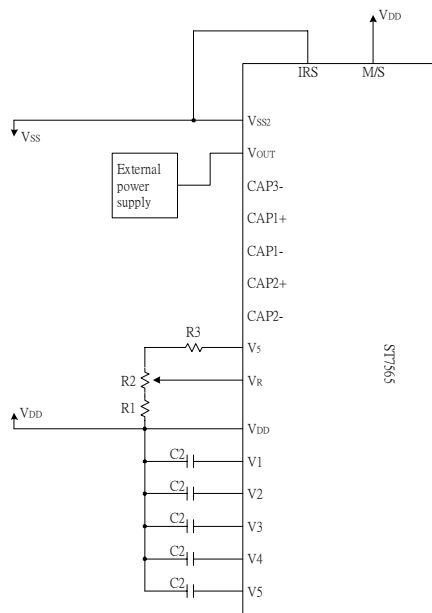 VDD
IRS M/S
VSS
VSS2
External
power
supply
VOUT
CAP3-
CAP1+
CAP1-
CAP2+
CAP2-
R3
V5
R2
VR
R1
VDD
VDD
C2
V1
C2
V2
C2
V3
C2
V4
C2
V5
ST7565